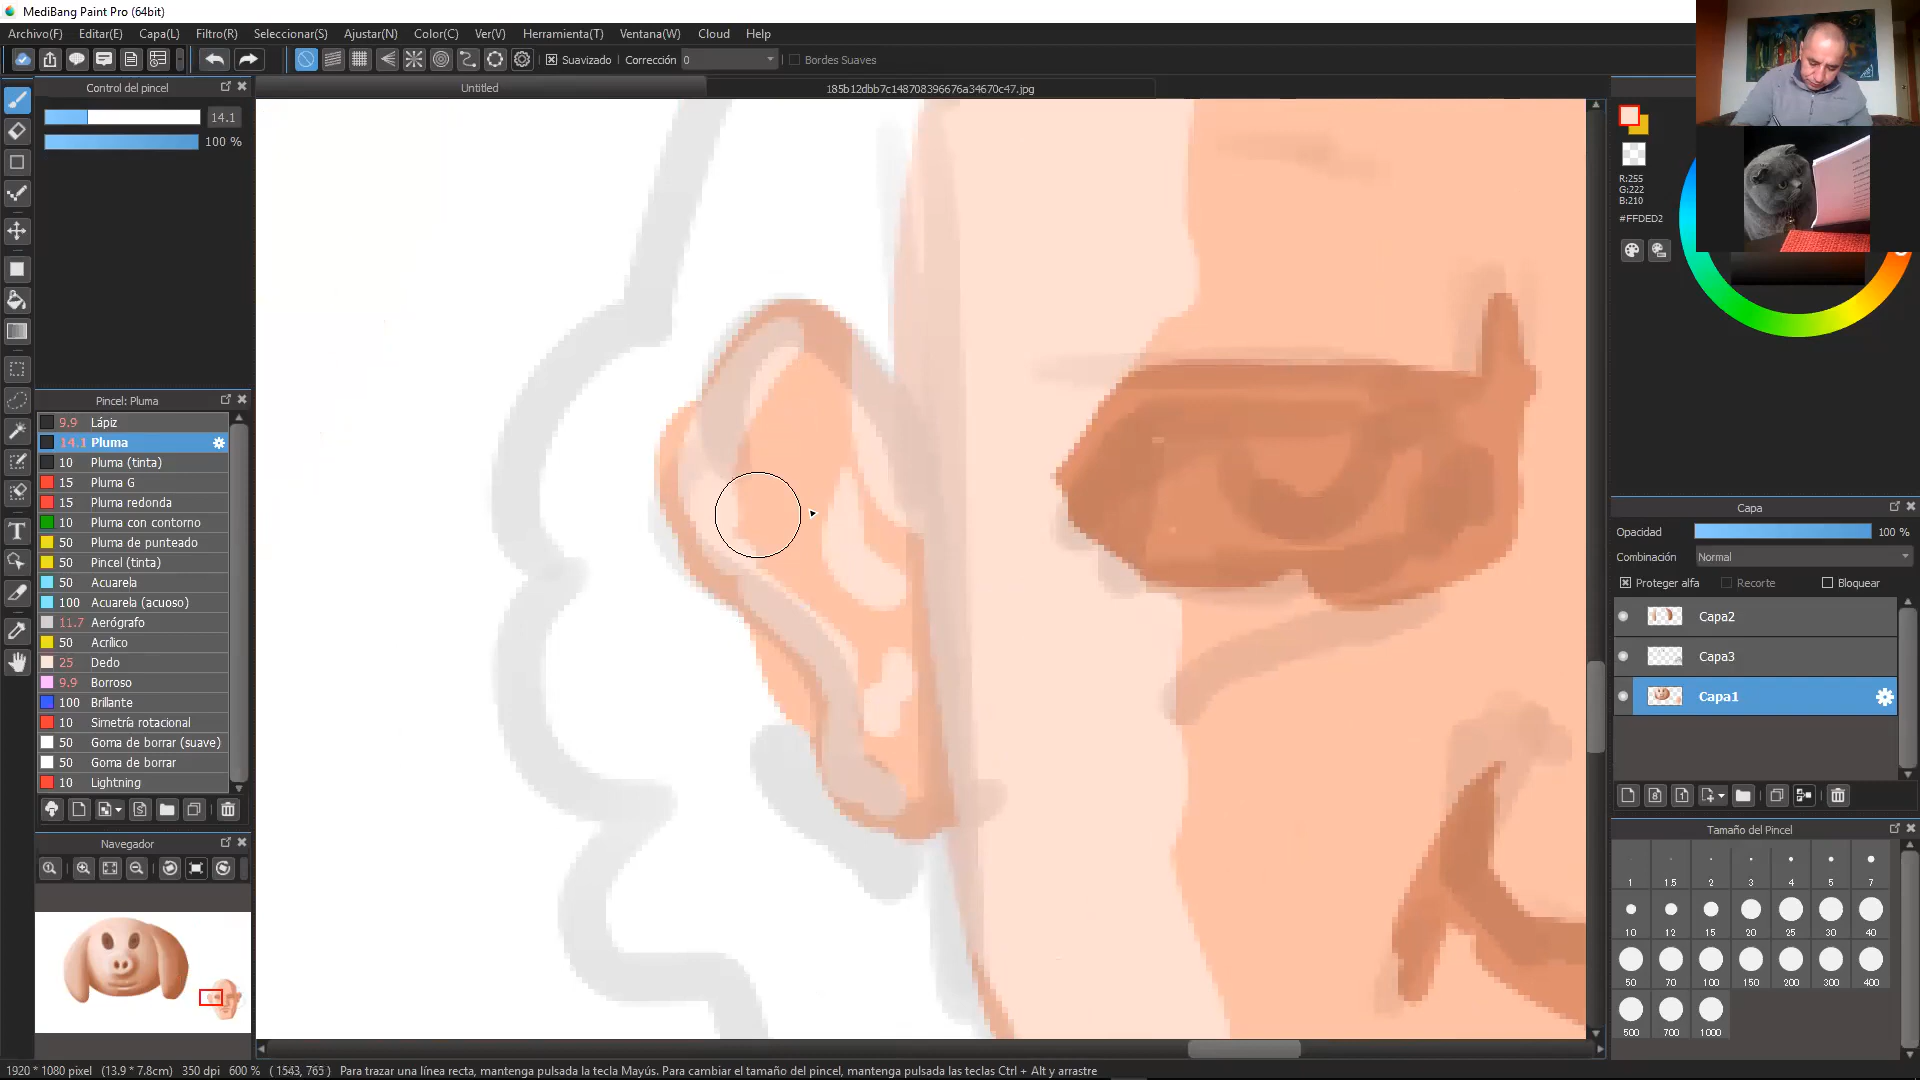 MediBang Paint Pro (64bit)
Archivo(F) Editar(E) Capa(L) Filtro(R) Seleccionar(S) Ajustar(N) Color(C) Ver(V) Herramienta(T) Ventana(W) Cloud Help
Suavizado Corrección 0 Bordes Suaves
Control del pincel
Untitled
185b12dbb7c148708396676a34670c47.jpg
14.1
100 %
R:255
G:222
B:210
#FFDED2
Pincel: Pluma
9.9 Lápiz
14.1 Pluma
10 Pluma (tinta)
15 Pluma G
15 Pluma redonda
10 Pluma con contorno
50 Pluma de punteado
50 Pincel (tinta)
50 Acuarela
100 Acuarela (acuoso)
11.7 Aerógrafo
50 Acrílico
25 Dedo
9.9 Borroso
100 Brillante
10 Simetría rotacional
50 Goma de borrar (suave)
50 Goma de borrar
10 Lightning
Capa
Opacidad 100 %
Combinación Normal
Proteger alfa Recorte Bloquear
Capa2
Capa3
Capa1
Navegador
Tamaño del Pincel
1 1.5 2 3 4 5 7
10 12 15 20 25 30 40
50 70 100 150 200 300 400
500 700 1000
1920 * 1080 pixel (13.9 * 7.8cm) 350 dpi 600 % ( 1543, 765 ) Para trazar una línea recta, mantenga pulsada la tecla Mayús. Para cambiar el tamaño del pincel, mantenga pulsada las teclas Ctrl + Alt y arrastre